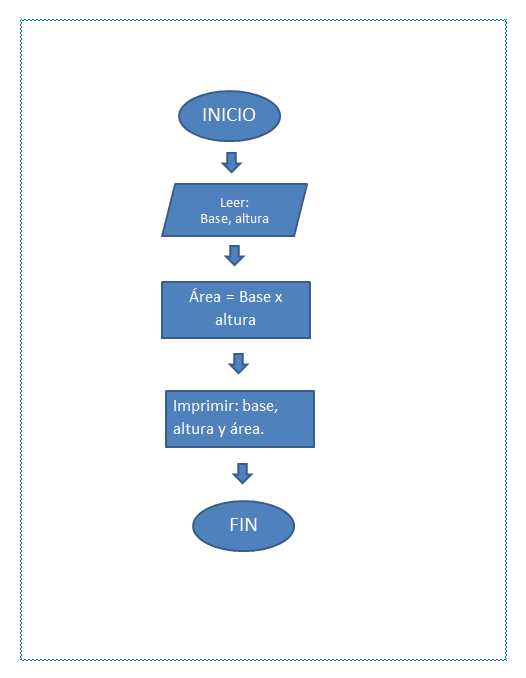 INICIO
Leer:
Base, altura
Área = Base x
altura
Imprimir: base,
altura y área.
FIN